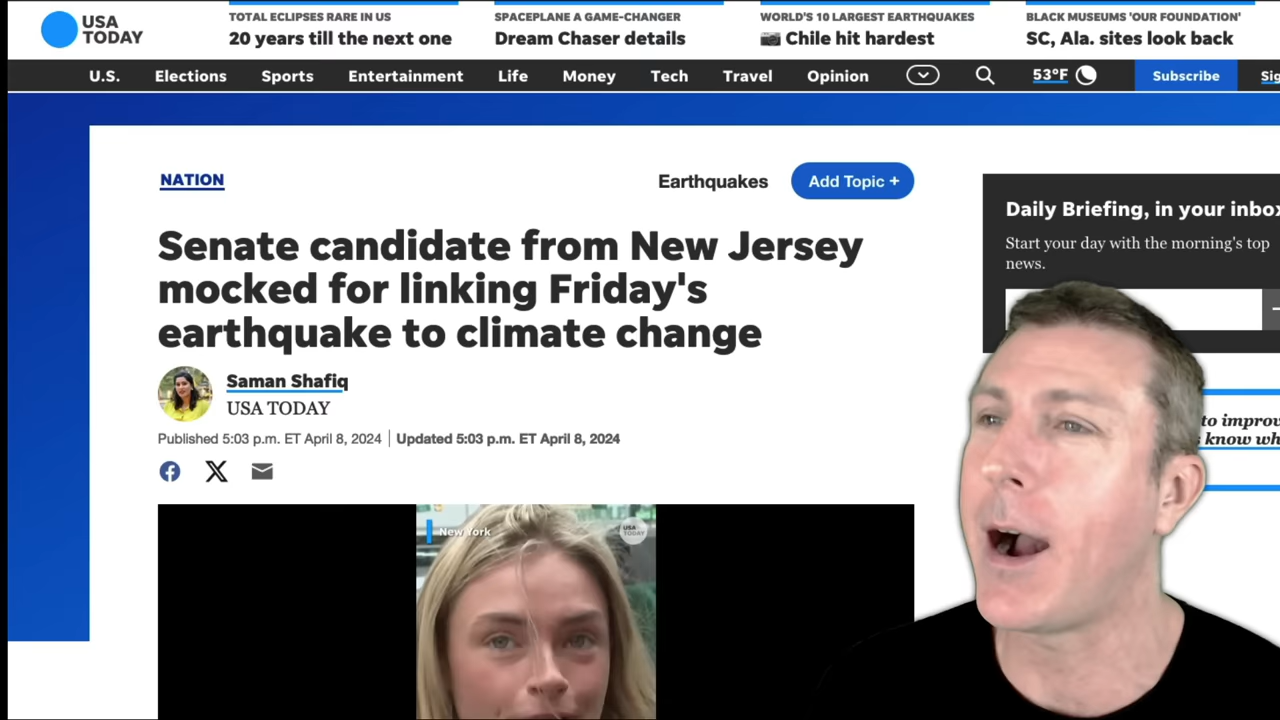 USA TODAY
TOTAL ECLIPSES RARE IN US
20 years till the next one
SPACEPLANE A GAME-CHANGER
Dream Chaser details
WORLD'S 10 LARGEST EARTHQUAKES
Chile hit hardest
BLACK MUSEUMS 'OUR FOUNDATION'
SC, Ala. sites look back
U.S. Elections Sports Entertainment Life Money Tech Travel Opinion 53°F Subscribe
NATION
Earthquakes Add Topic +
Senate candidate from New Jersey
mocked for linking Friday's
earthquake to climate change
Saman Shafiq
USA TODAY
Published 5:03 p.m. ET April 8, 2024 | Updated 5:03 p.m. ET April 8, 2024
New York
USA TODAY
Daily Briefing, in your inbox
Start your day with the morning's top
news.
to
know